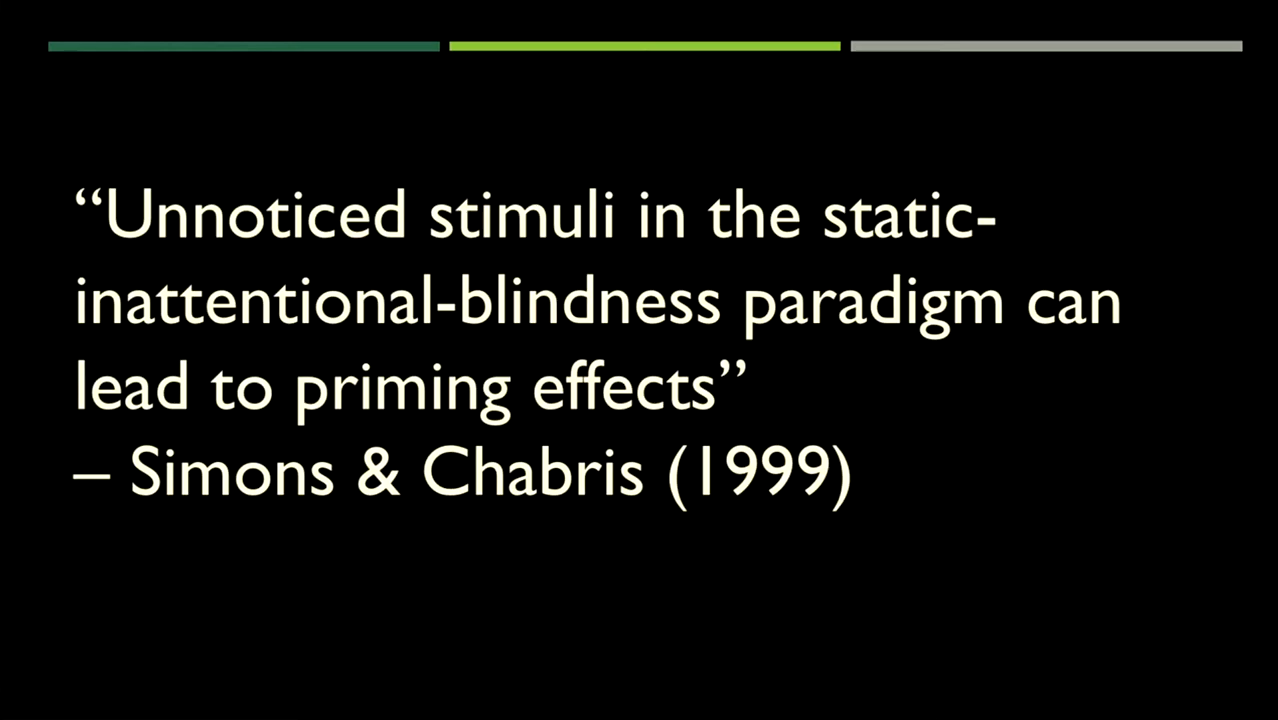 “Unnoticed stimuli in the static-
inattentional-blindness paradigm can
lead to priming effects”
– Simons & Chabris (1999)